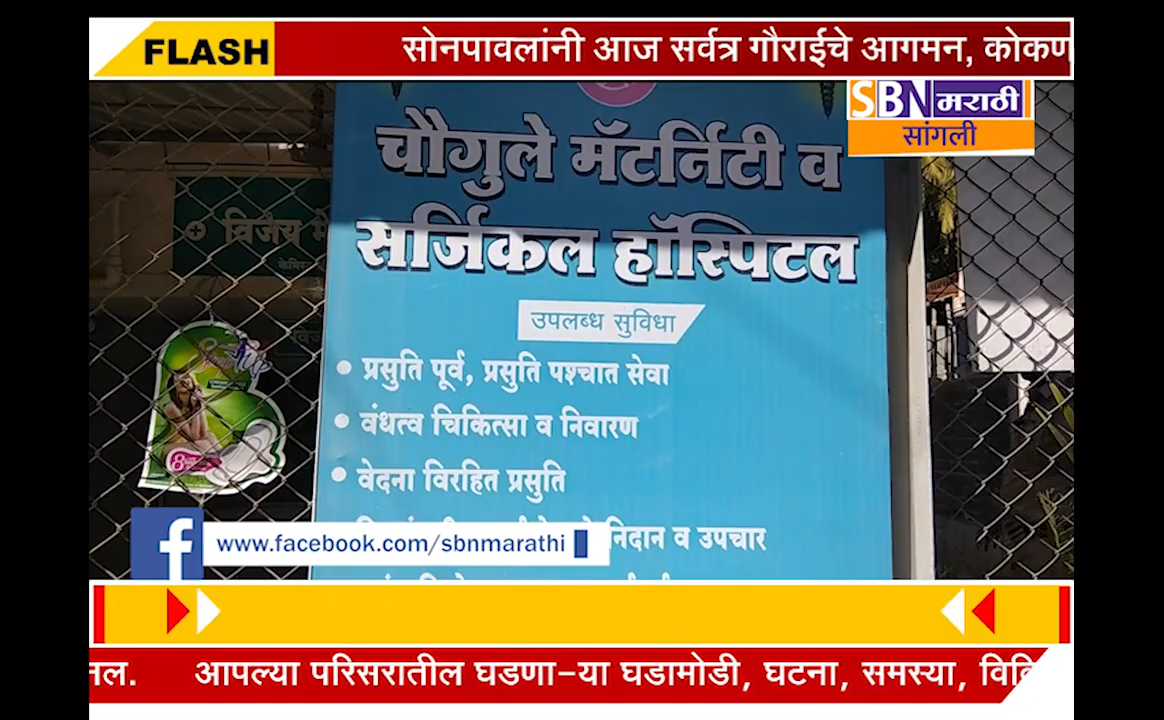 FLASH सोनपावलांनी आज सर्वत्र गौराईचे आगमन, कोकण
SBN मराठी
सांगली
चौगुले मॅटर्निटी व
सर्जिकल हॉस्पिटल
विजय
उपलब्ध सुविधा
• प्रसुति पूर्व, प्रसुति पश्चात सेवा
• वंधत्व चिकित्सा व निवारण
• वेदना विरहित प्रसुति
निदान व उपचार
f www.facebook.com/sbnmarathi
आपल्या परिसरातील घडणा-या घडामोडी, घटना, समस्या,